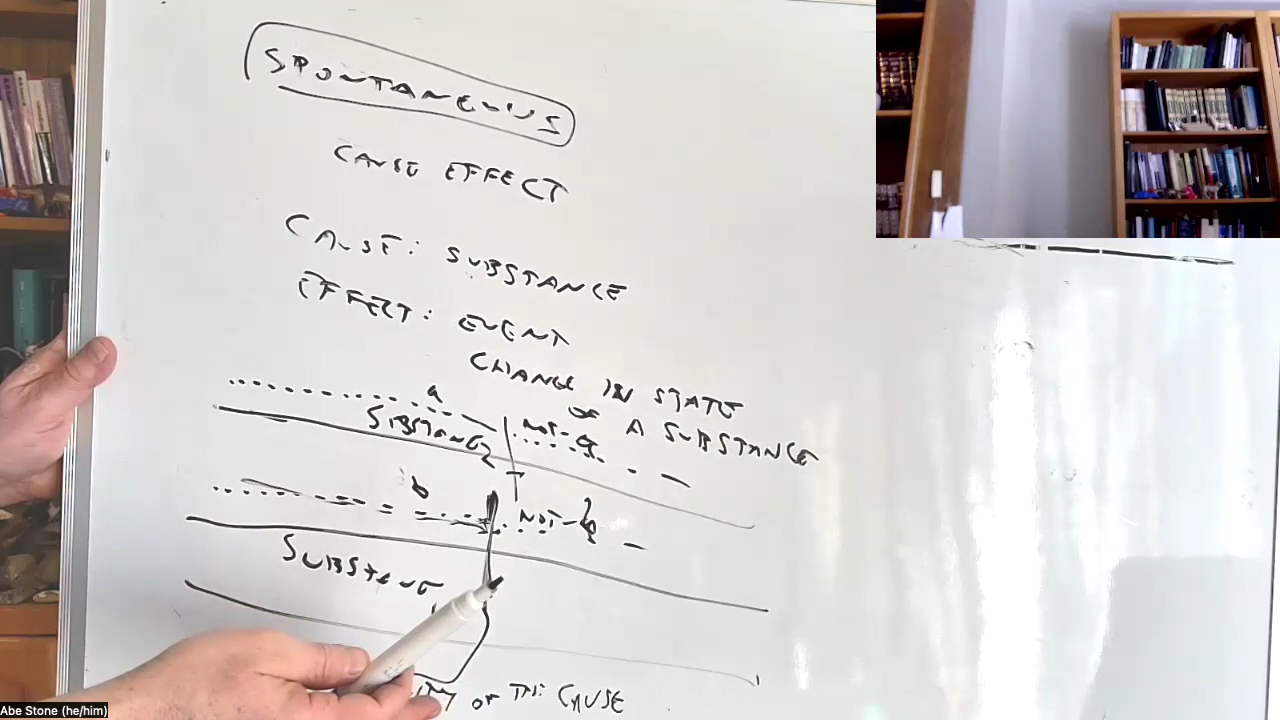 SPONTANEOUS
CAUSE EFFECT
CAUSE: SUBSTANCE
EFFECT: EVENT
CHANGE IN STATE
OF A SUBSTANCE
a
SUBSTANCE
NOT-a
b
NOT-b
SUBSTANCE
OF THE CAUSE
Abe Stone (he/him)